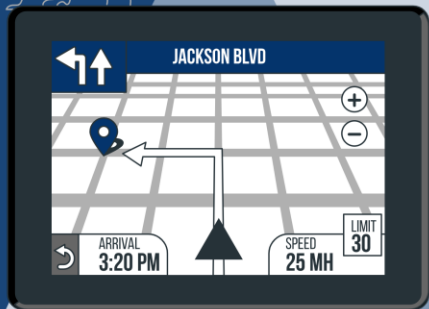 JACKSON BLVD
+
−
ARRIVAL
3:20 PM
SPEED
25 MH
LIMIT
30